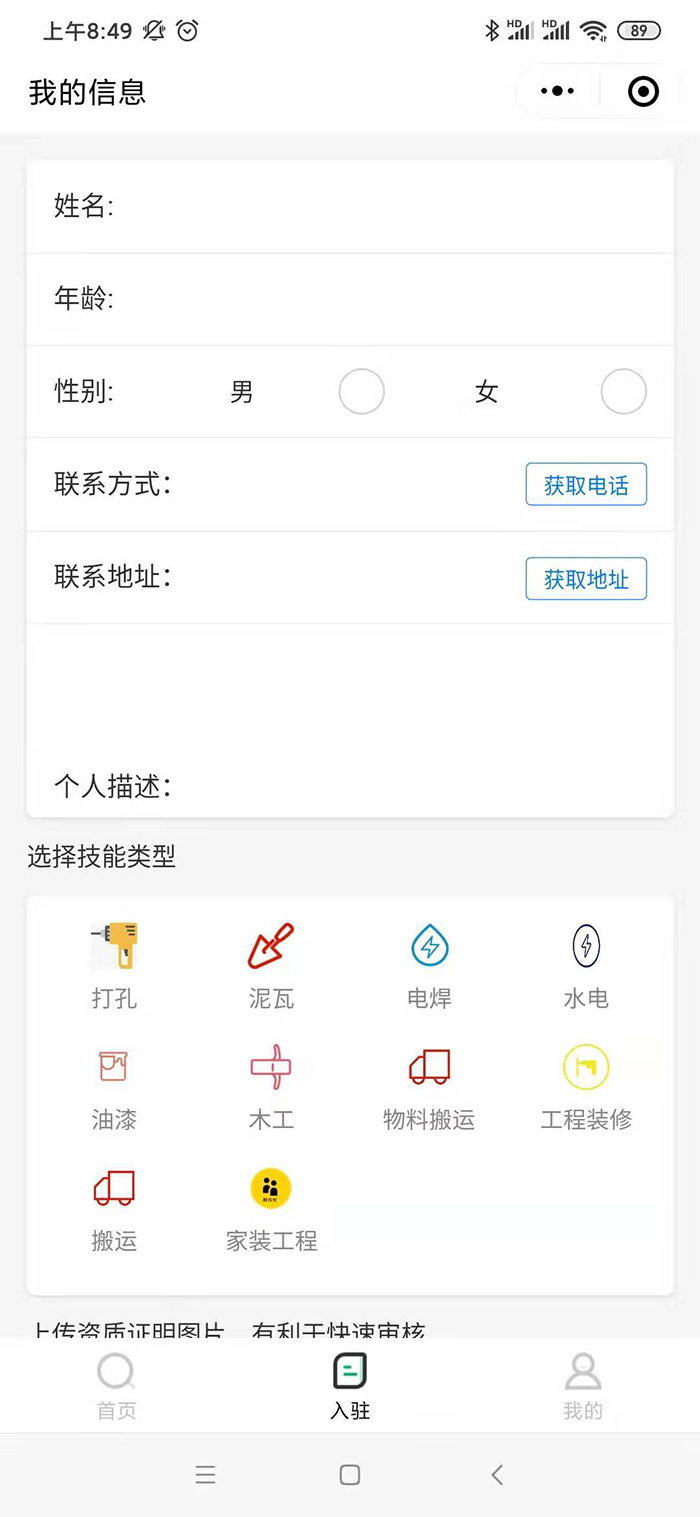 上午8:49
HD HD 89
我的信息
姓名:
年龄:
性别: 男 女
联系方式： 获取电话
联系地址： 获取地址
个人描述：
选择技能类型
打孔 泥瓦 电焊 水电
油漆 木工 物料搬运 工程装修
搬运 家装工程
上传资质证明图片，有利于快速审核
首页 入驻 我的